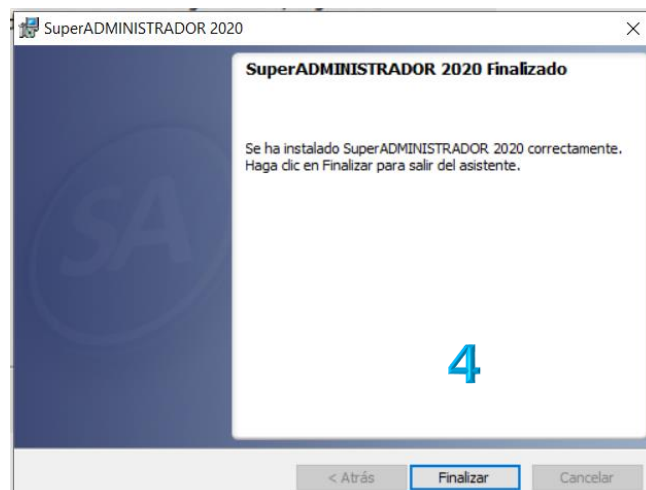 SuperADMINISTRADOR 2020
SuperADMINISTRADOR 2020 Finalizado
Se ha instalado SuperADMINISTRADOR 2020 correctamente.
Haga clic en Finalizar para salir del asistente.
SA
4
< Atrás
Finalizar
Cancelar